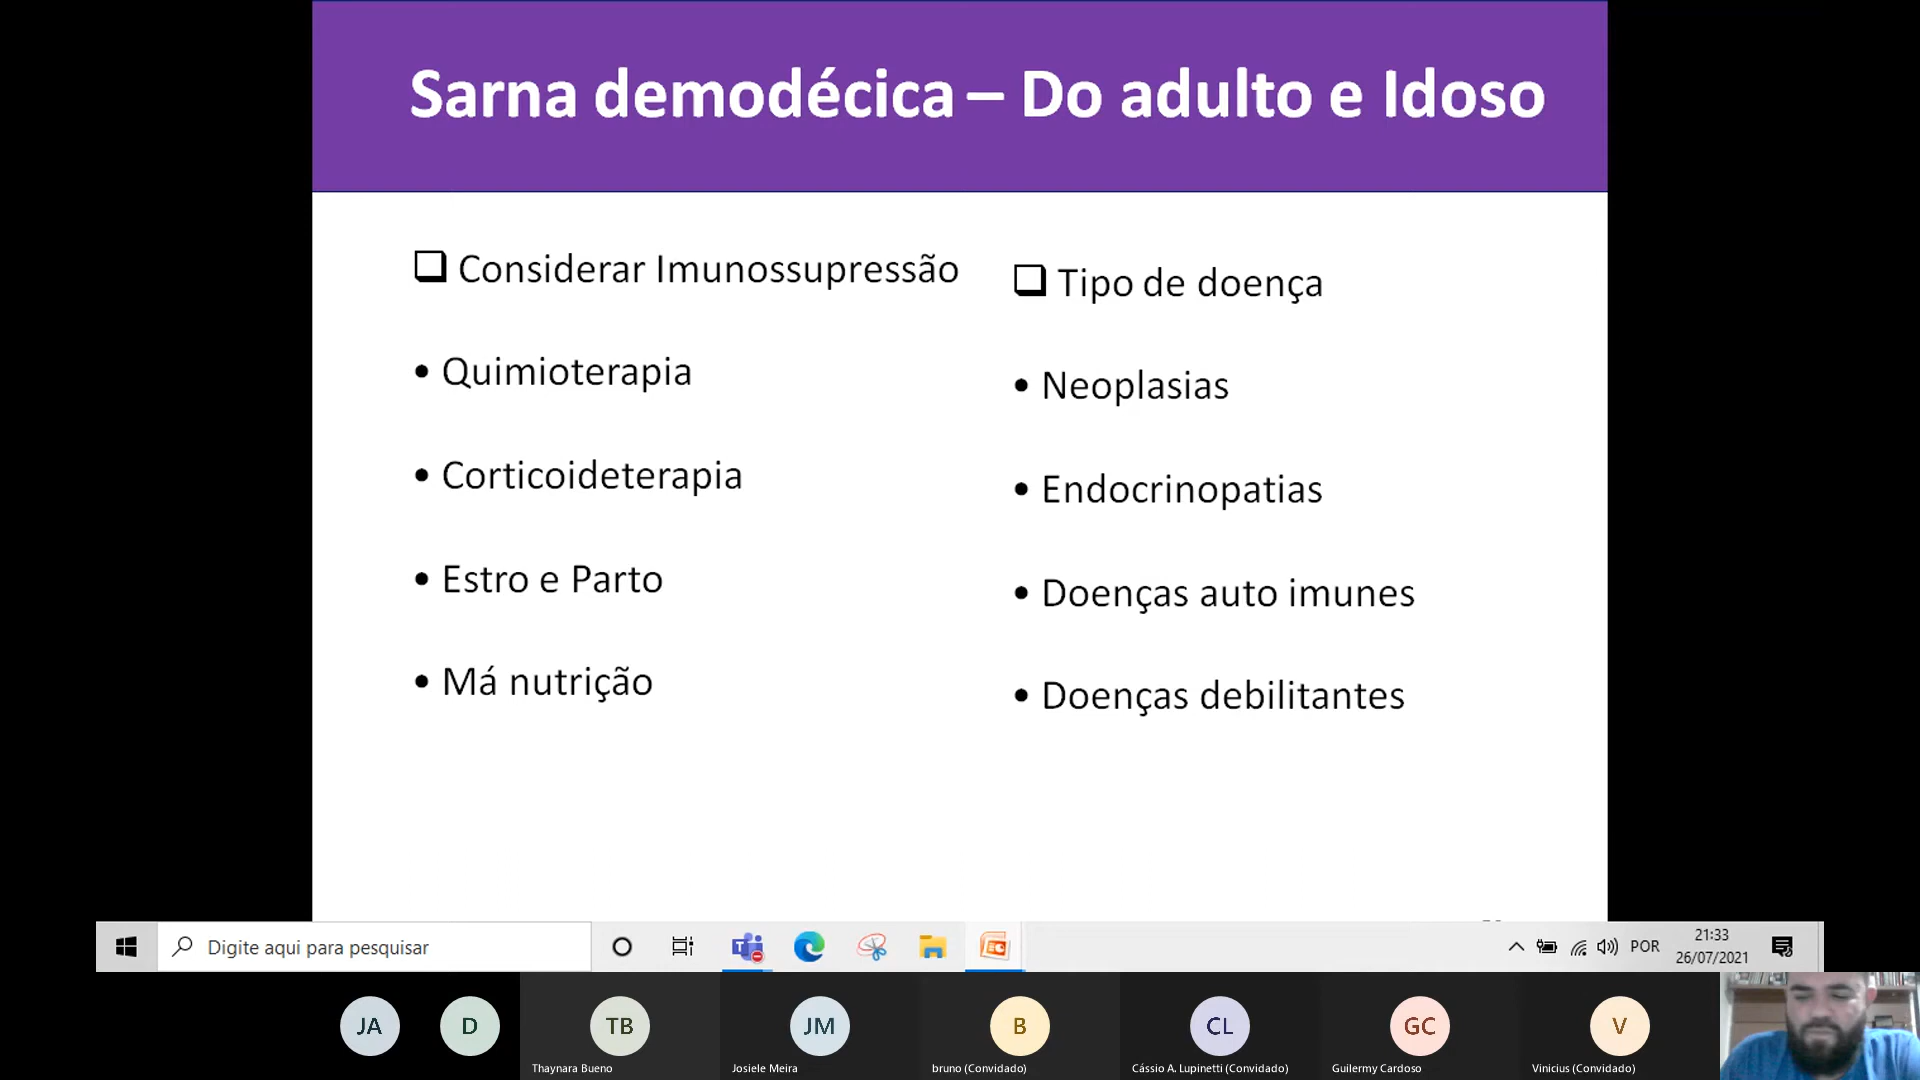 Sarna demodécica – Do adulto e Idoso
Considerar Imunossupressão
• Quimioterapia
• Corticoideterapia
• Estro e Parto
• Má nutrição
Tipo de doença
• Neoplasias
• Endocrinopatias
• Doenças auto imunes
• Doenças debilitantes
Digite aqui para pesquisar
POR
21:33
26/07/2021
JA
D
TB
JM
B
CL
GC
V
Thaynara Bueno
Josiele Meira
bruno (Convidado)
Cássio A. Lupinetti (Convidado)
Guilermy Cardoso
Vinicius (Convidado)